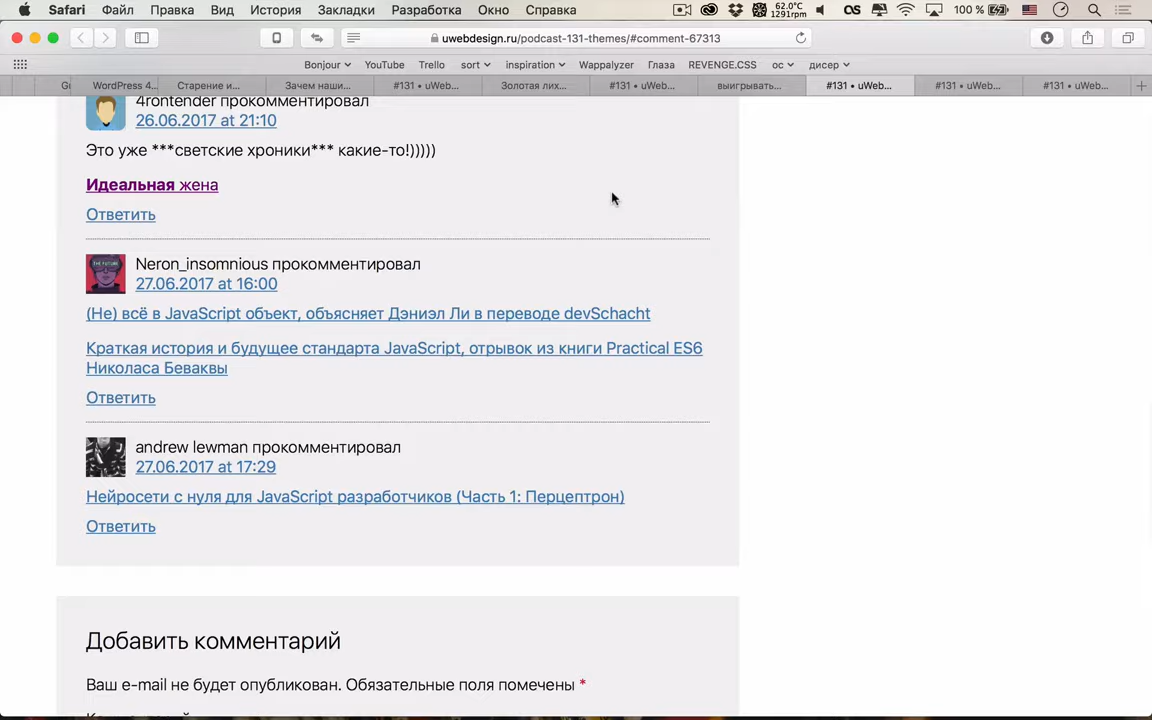 Safari Файл Правка Вид История Закладки Разработка Окно Справка 62.0°C 1291rpm 100 %
uwebdesign.ru/podcast-131-themes/#comment-67313
Bonjour YouTube Trello sort inspiration Wappalyzer Глаза REVENGE.CSS ос дисер
Gi WordPress 4... Старение и... Зачем наши... #131 • uWeb... Золотая лих... #131 • uWeb... выигрывать... #131 • uWeb... #131 • uWeb... #131 • uWeb...
4rontender прокомментировал
26.06.2017 at 21:10
Это уже ***светские хроники*** какие-то!)))))
Идеальная жена
Ответить
Neron_insomnious прокомментировал
27.06.2017 at 16:00
(Не) всё в JavaScript объект, объясняет Дэниэл Ли в переводе devSchacht
Краткая история и будущее стандарта JavaScript, отрывок из книги Practical ES6
Николаса Беваквы
Ответить
andrew lewman прокомментировал
27.06.2017 at 17:29
Нейросети с нуля для JavaScript разработчиков (Часть 1: Перцептрон)
Ответить
Добавить комментарий
Ваш e-mail не будет опубликован. Обязательные поля помечены *